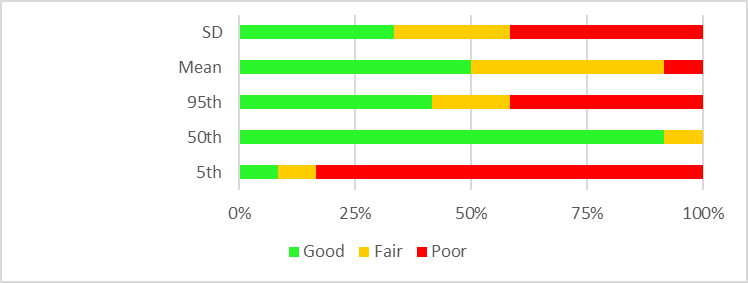 SD
Mean
95th
50th
5th
0% 25% 50% 75% 100%
Good Fair Poor